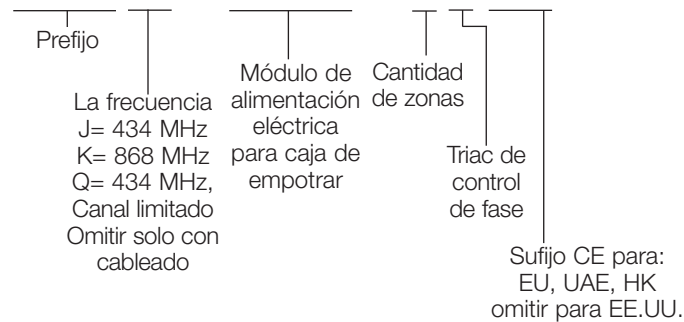 Prefijo
La frecuencia
J= 434 MHz
K= 868 MHz
Q= 434 MHz,
Canal limitado
Omitir solo con
cableado
Módulo de
alimentación
eléctrica
para caja de
empotrar
Cantidad
de zonas
Triac de
control
de fase
Sufijo CE para:
EU, UAE, HK
omitir para EE.UU.